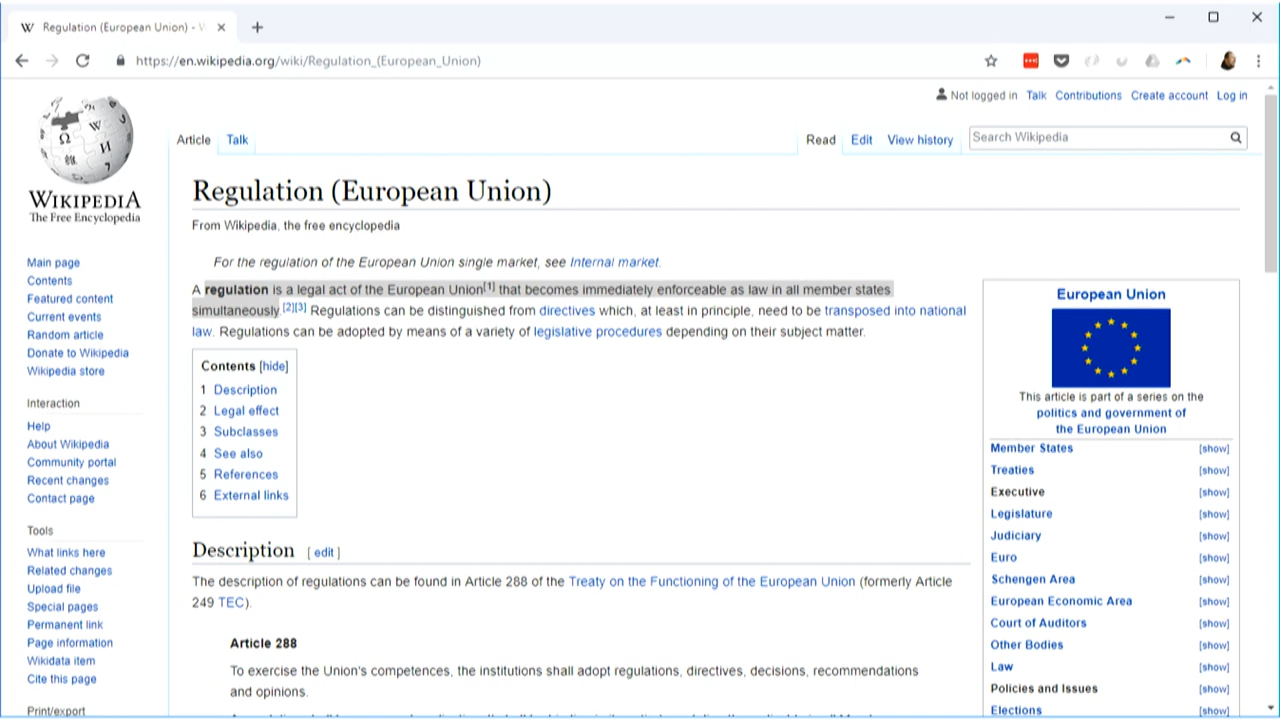 Regulation (European Union) - W
https://en.wikipedia.org/wiki/Regulation_(European_Union)
Not logged in Talk Contributions Create account Log in
Article Talk Read Edit View history Search Wikipedia
WIKIPEDIA
The Free Encyclopedia
Main page
Contents
Featured content
Current events
Random article
Donate to Wikipedia
Wikipedia store
Interaction
Help
About Wikipedia
Community portal
Recent changes
Contact page
Tools
What links here
Related changes
Upload file
Special pages
Permanent link
Page information
Wikidata item
Cite this page
Print/export
Regulation (European Union)
From Wikipedia, the free encyclopedia
For the regulation of the European Union single market, see Internal market.
A regulation is a legal act of the European Union[1] that becomes immediately enforceable as law in all member states
simultaneously.[2][3] Regulations can be distinguished from directives which, at least in principle, need to be transposed into national
law. Regulations can be adopted by means of a variety of legislative procedures depending on their subject matter.
Contents [hide]
1 Description
2 Legal effect
3 Subclasses
4 See also
5 References
6 External links
Description [ edit ]
The description of regulations can be found in Article 288 of the Treaty on the Functioning of the European Union (formerly Article
249 TEC).
Article 288
To exercise the Union's competences, the institutions shall adopt regulations, directives, decisions, recommendations
and opinions.
European Union
This article is part of a series on the
politics and government of
the European Union
Member States [show]
Treaties [show]
Executive [show]
Legislature [show]
Judiciary [show]
Euro [show]
Schengen Area [show]
European Economic Area [show]
Court of Auditors [show]
Other Bodies [show]
Law [show]
Policies and Issues [show]
Elections [show]